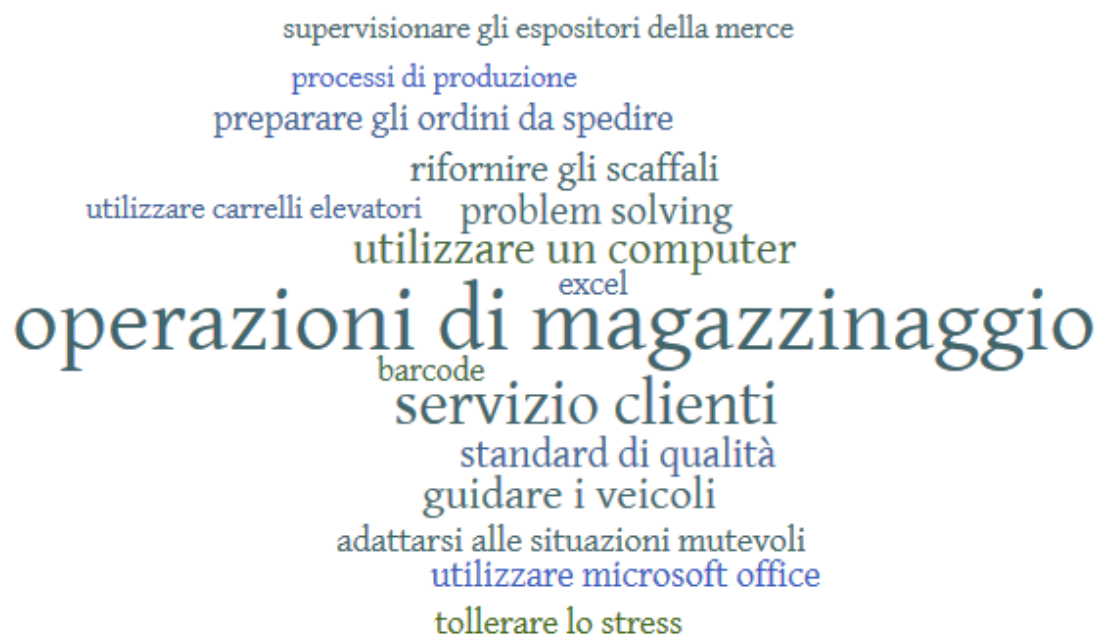 supervisionare gli espositori della merce
processi di produzione
preparare gli ordini da spedire
rifornire gli scaffali
utilizzare carrelli elevatori
problem solving
utilizzare un computer
excel
operazioni di magazzinaggio
barcode
servizio clienti
standard di qualità
guidare i veicoli
adattarsi alle situazioni mutevoli
utilizzare microsoft office
tollerare lo stress